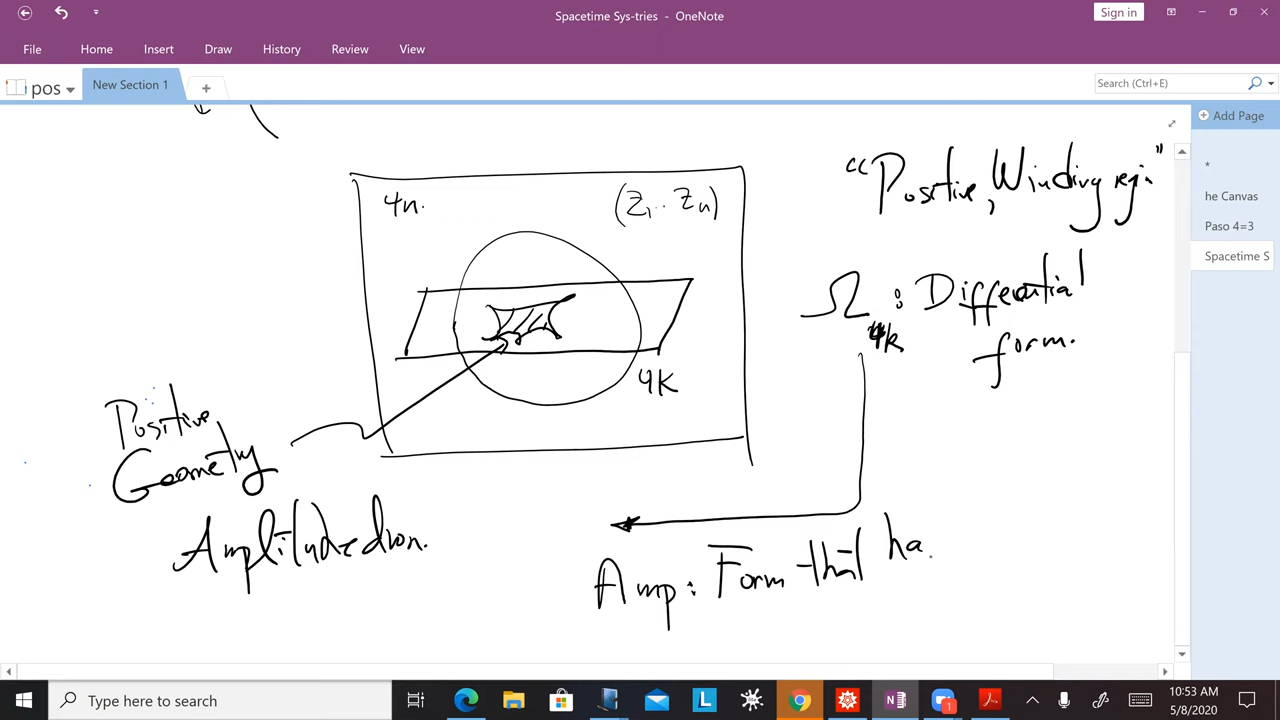 Spacetime Sys-tries - OneNote
Sign in
File Home Insert Draw History Review View
pos
New Section 1
Search (Ctrl+E)
Add Page
*
he Canvas
Paso 4=3
Spacetime S
"Positive, Winding regi"
4n.
(Z1.. Zn)
Ω4k : Differential
form.
4K
Positive
Geometry
Amplituhedron.
Amp: Form that ha.
Type here to search
10:53 AM
5/8/2020